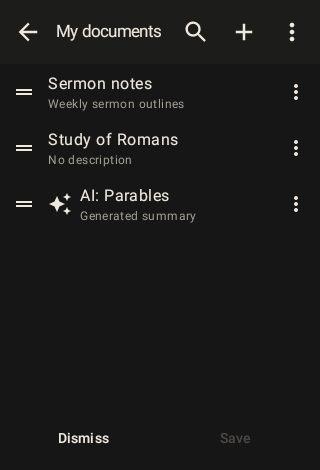 My documents
Sermon notes
Weekly sermon outlines
Study of Romans
No description
AI: Parables
Generated summary
Dismiss
Save